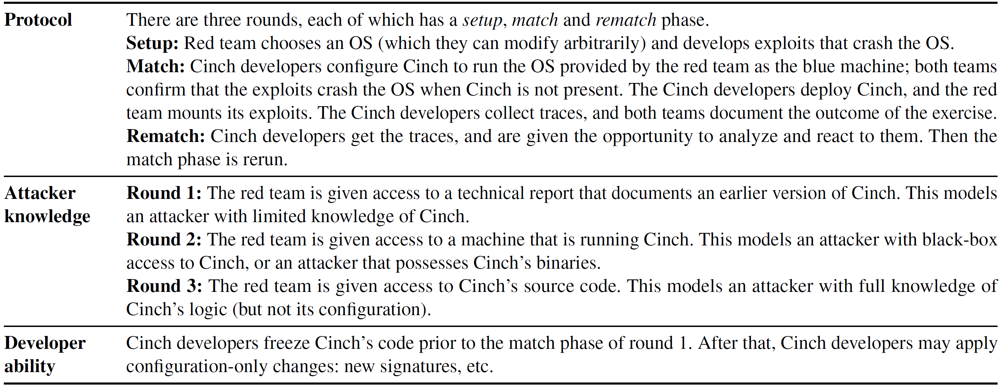 Protocol
There are three rounds, each of which has a setup, match and rematch phase.
Setup: Red team chooses an OS (which they can modify arbitrarily) and develops exploits that crash the OS.
Match: Cinch developers configure Cinch to run the OS provided by the red team as the blue machine; both teams
confirm that the exploits crash the OS when Cinch is not present. The Cinch developers deploy Cinch, and the red
team mounts its exploits. The Cinch developers collect traces, and both teams document the outcome of the exercise.
Rematch: Cinch developers get the traces, and are given the opportunity to analyze and react to them. Then the
match phase is rerun.
Attacker
knowledge
Round 1: The red team is given access to a technical report that documents an earlier version of Cinch. This models
an attacker with limited knowledge of Cinch.
Round 2: The red team is given access to a machine that is running Cinch. This models an attacker with black-box
access to Cinch, or an attacker that possesses Cinch’s binaries.
Round 3: The red team is given access to Cinch’s source code. This models an attacker with full knowledge of
Cinch’s logic (but not its configuration).
Developer
ability
Cinch developers freeze Cinch’s code prior to the match phase of round 1. After that, Cinch developers may apply
configuration-only changes: new signatures, etc.